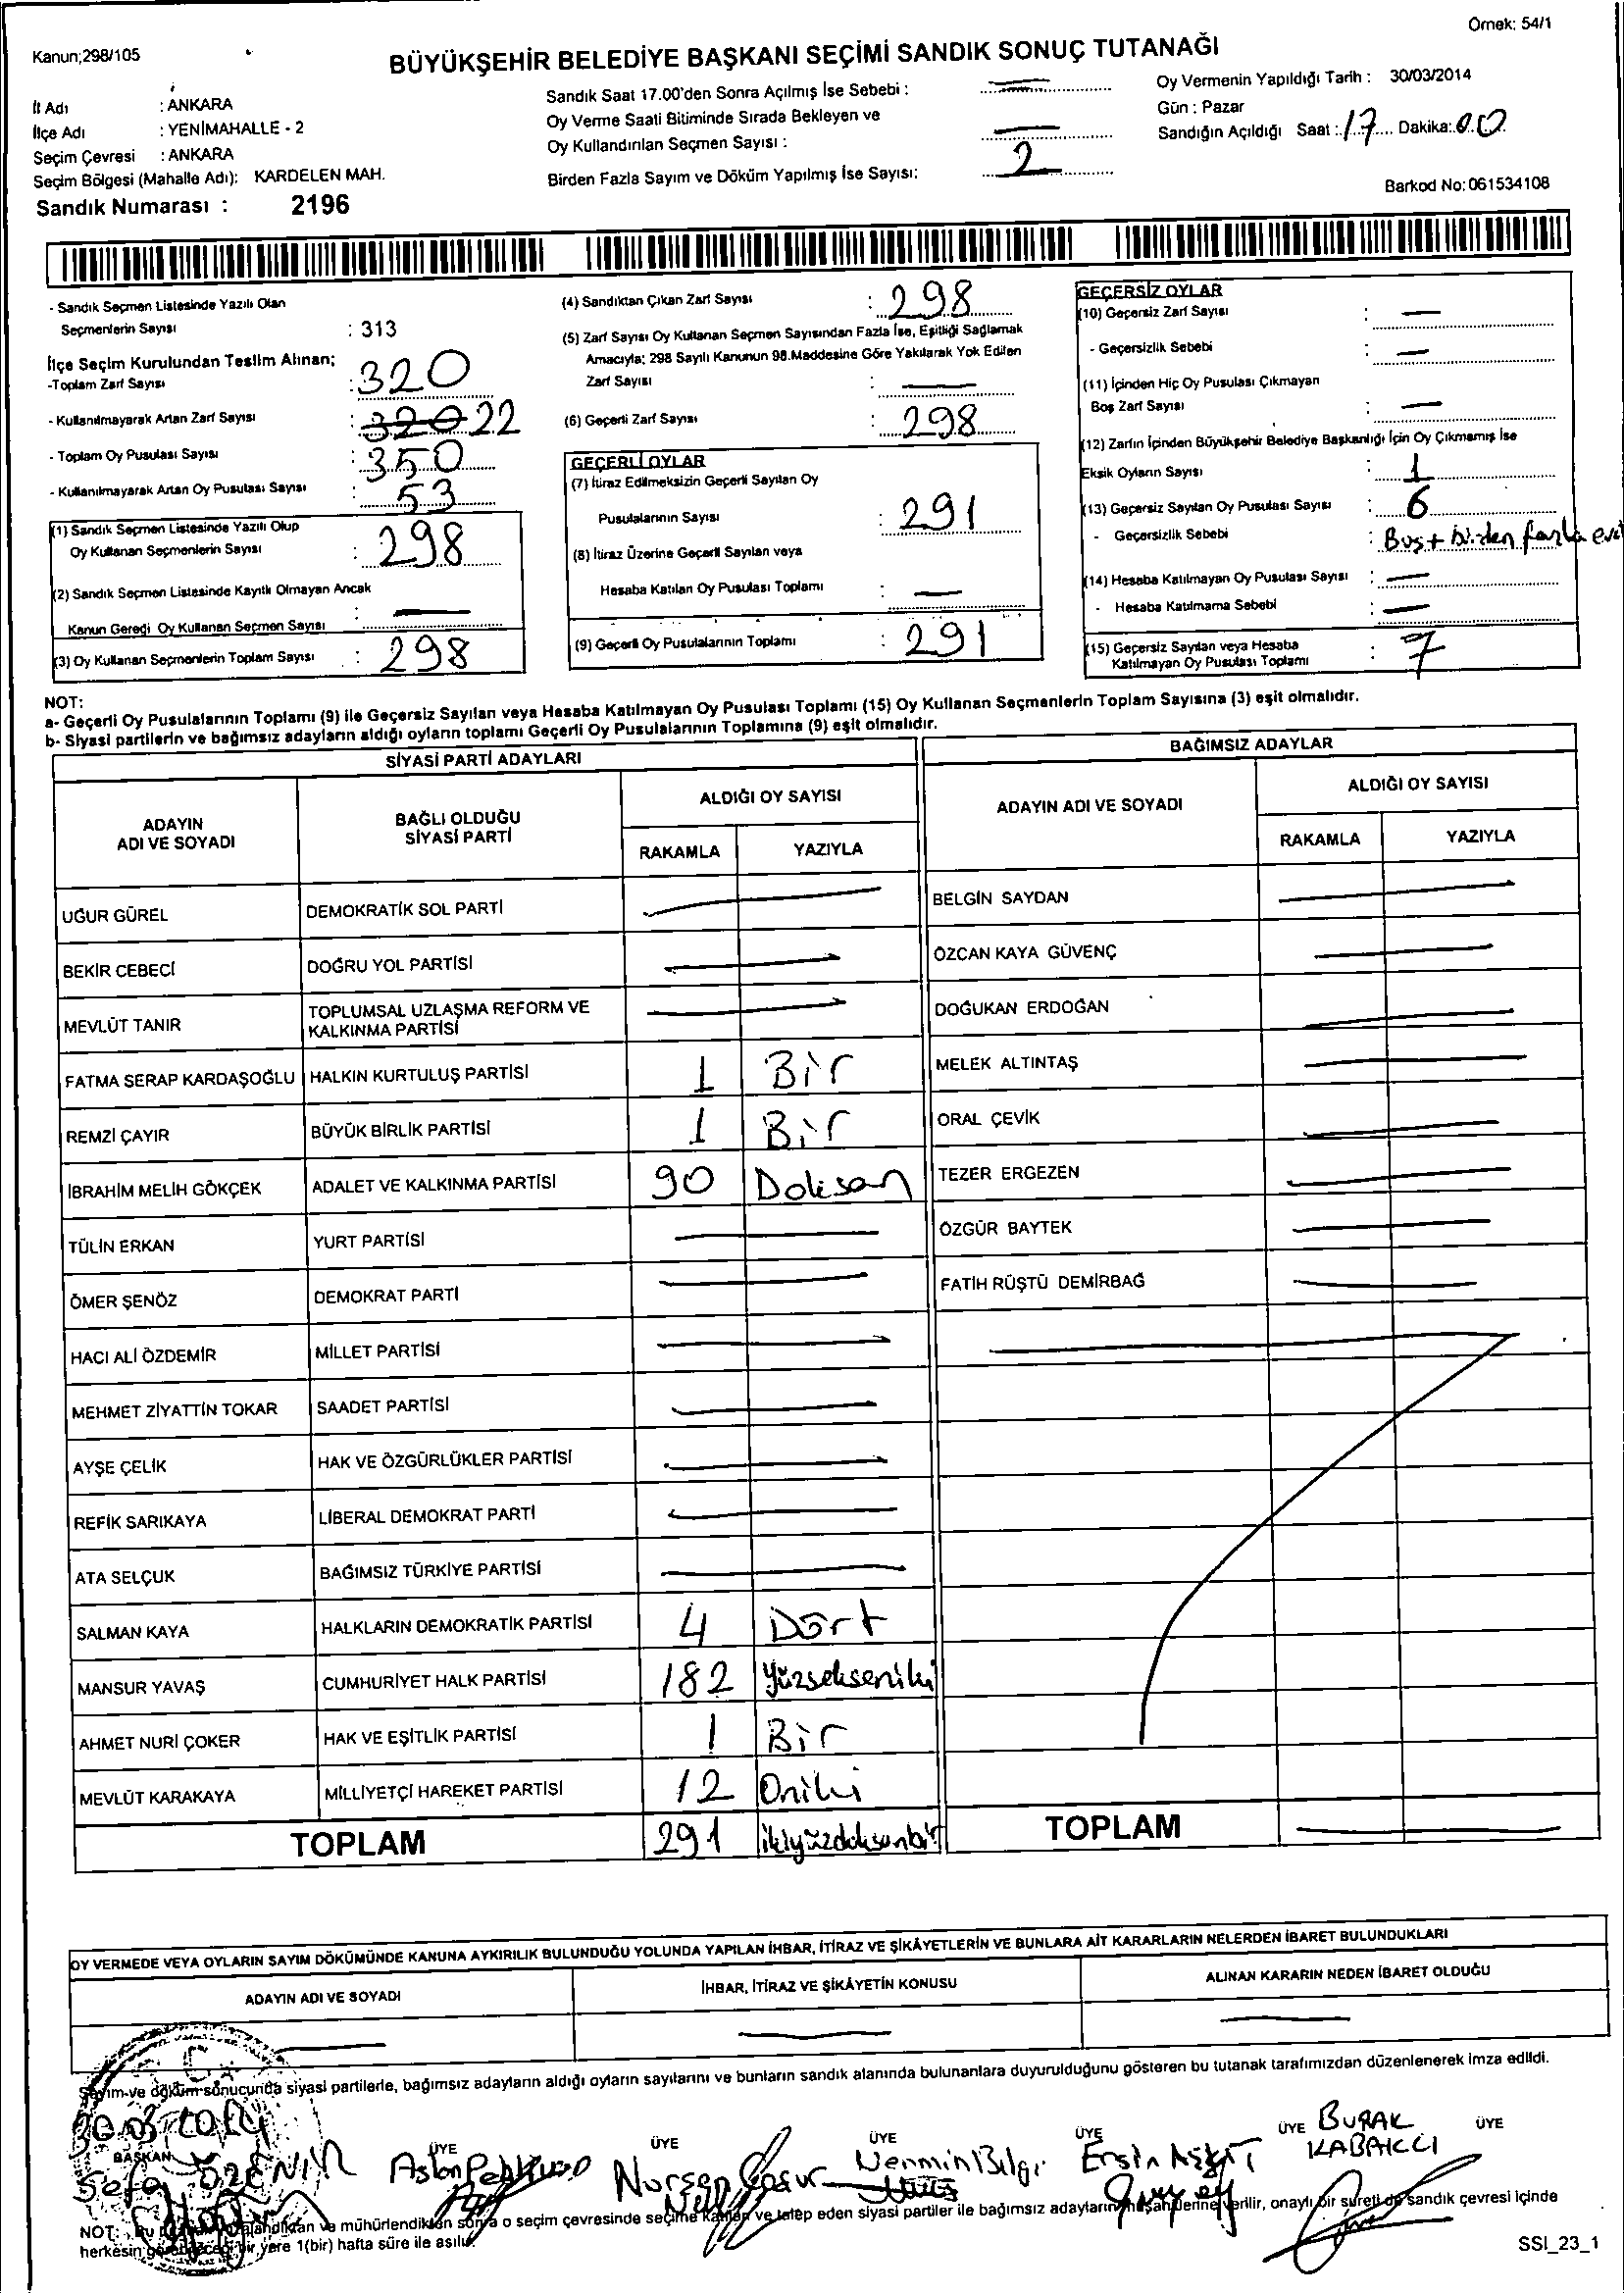 Örnek: 54/1
Kanun;298/105
BÜYÜKŞEHİR BELEDİYE BAŞKANI SEÇİMİ SANDIK SONUÇ TUTANAĞI
İl Adı : ANKARA
İlçe Adı : YENİMAHALLE - 2
Seçim Çevresi : ANKARA
Seçim Bölgesi (Mahalle Adı): KARDELEN MAH.
Sandık Numarası : 2196
Sandık Saat 17.00'den Sonra Açılmış İse Sebebi : —
Oy Verme Saati Bitiminde Sırada Bekleyen ve
Oy Kullandırılan Seçmen Sayısı : —
Birden Fazla Sayım ve Döküm Yapılmış İse Sayısı: 2
Oy Vermenin Yapıldığı Tarih : 30/03/2014
Gün : Pazar
Sandığın Açıldığı Saat : 17 Dakika: 00
Barkod No: 061534108
- Sandık Seçmen Listesinde Yazılı Olan
Seçmenlerin Sayısı : 313
İlçe Seçim Kurulundan Teslim Alınan;
-Toplam Zarf Sayısı : 320
- Kullanılmayarak Artan Zarf Sayısı : 320 22
- Toplam Oy Pusulası Sayısı : 350
- Kullanılmayarak Artan Oy Pusulası Sayısı : 53
(1) Sandık Seçmen Listesinde Yazılı Olup
Oy Kullanan Seçmenlerin Sayısı : 298
(2) Sandık Seçmen Listesinde Kayıtlı Olmayan Ancak
Kanun Gereği Oy Kullanan Seçmen Sayısı : —
(3) Oy Kullanan Seçmenlerin Toplam Sayısı : 298
(4) Sandıktan Çıkan Zarf Sayısı : 298
(5) Zarf Sayısı Oy Kullanan Seçmen Sayısından Fazla İse, Eşitliği Sağlamak
Amacıyla; 298 Sayılı Kanunun 98.Maddesine Göre Yakılarak Yok Edilen
Zarf Sayısı : —
(6) Geçerli Zarf Sayısı : 298
GEÇERLİ OYLAR
(7) İtiraz Edilmeksizin Geçerli Sayılan Oy
Pusulalarının Sayısı : 291
(8) İtiraz Üzerine Geçerli Sayılan veya
Hesaba Katılan Oy Pusulası Toplamı : —
(9) Geçerli Oy Pusulalarının Toplamı : 291
GEÇERSİZ OYLAR
(10) Geçersiz Zarf Sayısı : —
- Geçersizlik Sebebi : —
(11) İçinden Hiç Oy Pusulası Çıkmayan
Boş Zarf Sayısı : —
(12) Zarfın İçinden Büyükşehir Belediye Başkanlığı İçin Oy Çıkmamış İse
Eksik Oyların Sayısı : 1
(13) Geçersiz Sayılan Oy Pusulası Sayısı : 6
- Geçersizlik Sebebi : Boş + birden fazla
(14) Hesaba Katılmayan Oy Pusulası Sayısı : —
- Hesaba Katılmama Sebebi : —
(15) Geçersiz Sayılan veya Hesaba
Katılmayan Oy Pusulası Toplamı : 7
NOT:
a- Geçerli Oy Pusulalarının Toplamı (9) ile Geçersiz Sayılan veya Hesaba Katılmayan Oy Pusulası Toplamı (15) Oy Kullanan Seçmenlerin Toplam Sayısına (3) eşit olmalıdır.
b- Siyasi partilerin ve bağımsız adayların aldığı oyların toplamı Geçerli Oy Pusulalarının Toplamına (9) eşit olmalıdır.
SİYASİ PARTİ ADAYLARI
ADAYIN
ADI VE SOYADI
BAĞLI OLDUĞU
SİYASİ PARTİ
ALDIĞI OY SAYISI
RAKAMLA YAZIYLA
UĞUR GÜREL DEMOKRATİK SOL PARTİ —
BEKİR CEBECİ DOĞRU YOL PARTİSİ —
MEVLÜT TANIR TOPLUMSAL UZLAŞMA REFORM VE
KALKINMA PARTİSİ —
FATMA SERAP KARDAŞOĞLU HALKIN KURTULUŞ PARTİSİ 1 Bir
REMZİ ÇAYIR BÜYÜK BİRLİK PARTİSİ 1 Bir
İBRAHİM MELİH GÖKÇEK ADALET VE KALKINMA PARTİSİ 90 Doksan
TÜLİN ERKAN YURT PARTİSİ —
ÖMER ŞENÖZ DEMOKRAT PARTİ —
HACI ALİ ÖZDEMİR MİLLET PARTİSİ —
MEHMET ZİYATTİN TOKAR SAADET PARTİSİ —
AYŞE ÇELİK HAK VE ÖZGÜRLÜKLER PARTİSİ —
REFİK SARIKAYA LİBERAL DEMOKRAT PARTİ —
ATA SELÇUK BAĞIMSIZ TÜRKİYE PARTİSİ —
SALMAN KAYA HALKLARIN DEMOKRATİK PARTİSİ 4 Dört
MANSUR YAVAŞ CUMHURİYET HALK PARTİSİ 182 Yüzsekseniki
AHMET NURİ ÇOKER HAK VE EŞİTLİK PARTİSİ 1 Bir
MEVLÜT KARAKAYA MİLLİYETÇİ HAREKET PARTİSİ 12 Oniki
TOPLAM 291 ikiyüzdoksanbir
BAĞIMSIZ ADAYLAR
ADAYIN ADI VE SOYADI
ALDIĞI OY SAYISI
RAKAMLA YAZIYLA
BELGİN SAYDAN —
ÖZCAN KAYA GÜVENÇ —
DOĞUKAN ERDOĞAN —
MELEK ALTINTAŞ —
ORAL ÇEVİK —
TEZER ERGEZEN —
ÖZGÜR BAYTEK —
FATİH RÜŞTÜ DEMİRBAĞ —
TOPLAM —
OY VERMEDE VEYA OYLARIN SAYIM DÖKÜMÜNDE KANUNA AYKIRILIK BULUNDUĞU YOLUNDA YAPILAN İHBAR, İTİRAZ VE ŞİKÂYETLERİN VE BUNLARA AİT KARARLARIN NELERDEN İBARET BULUNDUKLARI
ADAYIN ADI VE SOYADI İHBAR, İTİRAZ VE ŞİKÂYETİN KONUSU ALINAN KARARIN NEDEN İBARET OLDUĞU
— — —
Sayım ve döküm sonucunda siyasi partilerle, bağımsız adayların aldığı oyların sayılarını ve bunların sandık alanında bulunanlara duyurulduğunu gösteren bu tutanak tarafımızdan düzenlenerek imza edildi.
30.03.2014
BAŞKAN ÜYE ÜYE ÜYE ÜYE ÜYE ÜYE
Sefa Nurşen Nermin Bilgi Ersin BURAK
KABAKCI
NOT: Bu ve mühürlendikten sonra o seçim çevresinde seçime katılan ve talep eden siyasi partiler ile bağımsız adayların müşahitlerine verilir, onaylı bir sureti de sandık çevresi içinde
herkesin görebileceği bir yere 1(bir) hafta süre ile asılır.
SSI_23_1